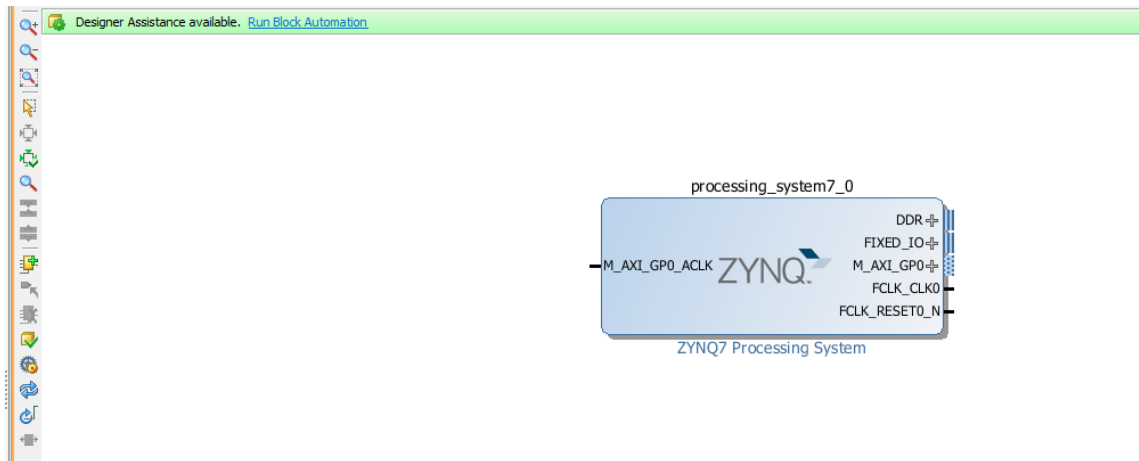 Designer Assistance available. Run Block Automation
processing_system7_0
DDR
FIXED_IO
M_AXI_GP0_ACLK ZYNQ. M_AXI_GP0
FCLK_CLK0
FCLK_RESET0_N
ZYNQ7 Processing System